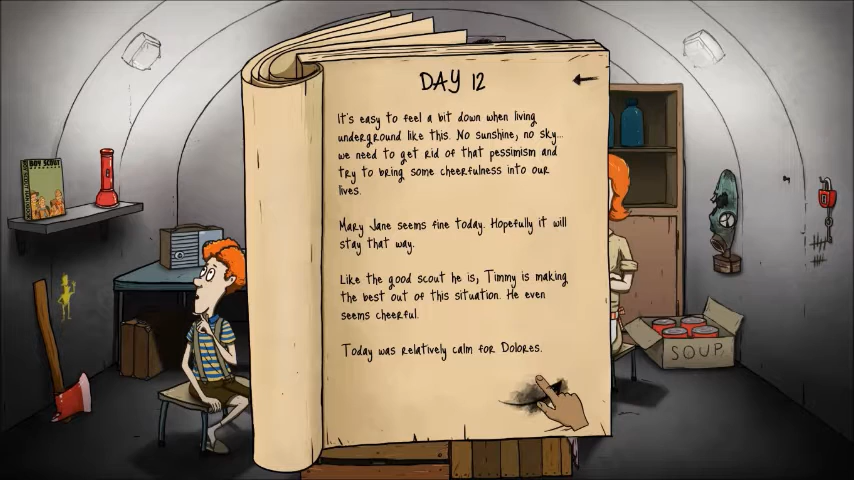 DAY 12
It's easy to feel a bit down when living
underground like this. No sunshine, no sky...
we need to get rid of that pessimism and
try to bring some cheerfulness into our
lives.
Mary Jane seems fine today. Hopefully it will
stay that way.
Like the good scout he is, Timmy is making
the best out of this situation. He even
seems cheerful.
Today was relatively calm for Dolores.
BOY SCOUT
SOUP